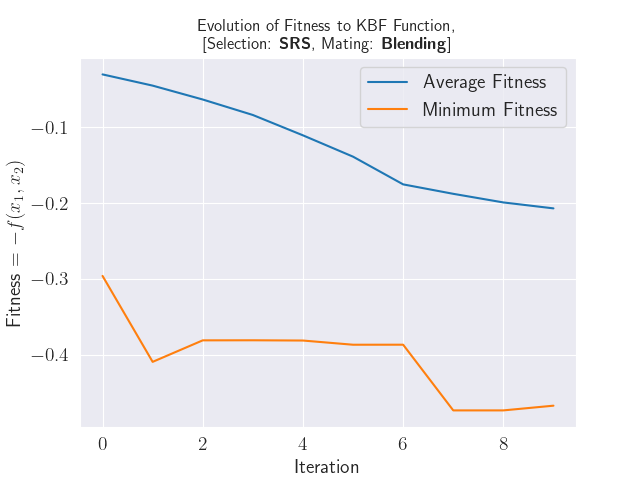 Evolution of Fitness to KBF Function,
[Selection: SRS, Mating: Blending]
Average Fitness
Minimum Fitness
Fitness = −f(x₁, x₂)
−0.1
−0.2
−0.3
−0.4
0 2 4 6 8
Iteration